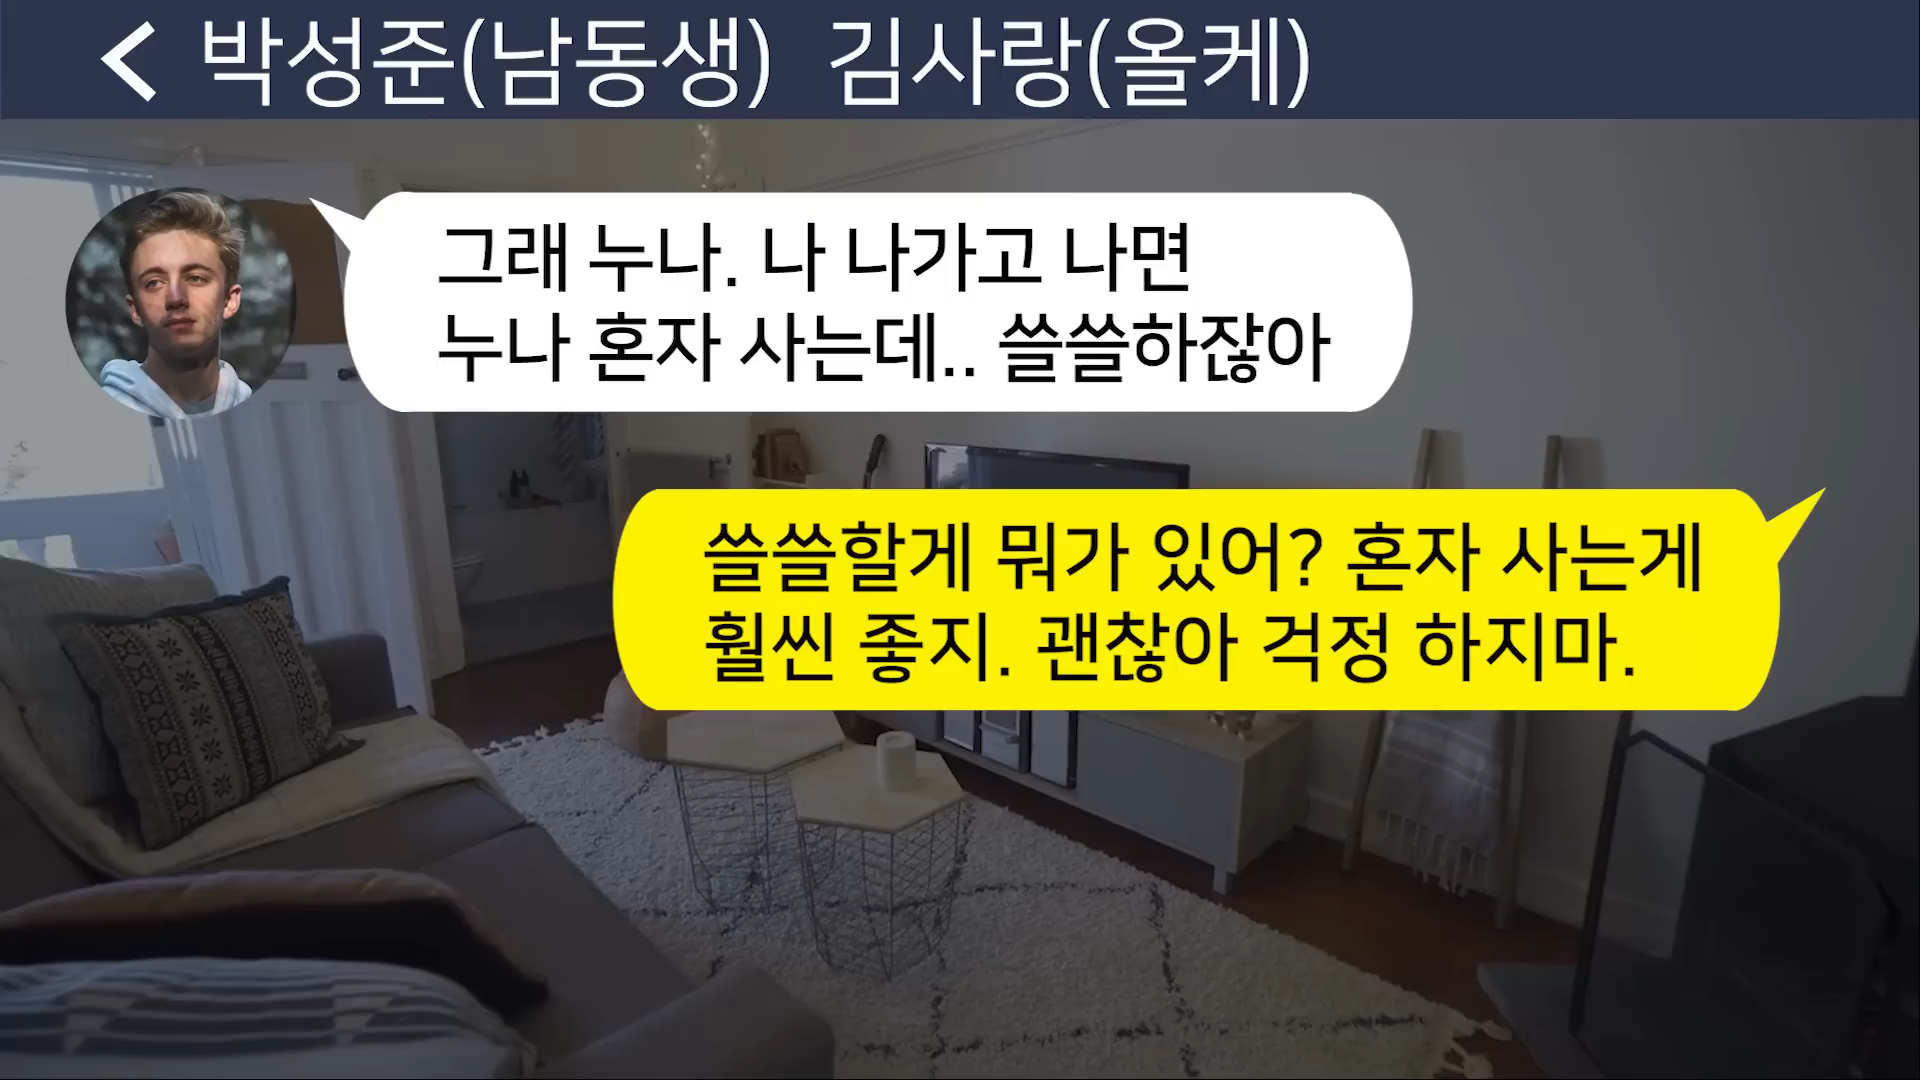 박성준(남동생) 김사랑(올케)
그래 누나. 나 나가고 나면
누나 혼자 사는데.. 쓸쓸하잖아
쓸쓸할게 뭐가 있어? 혼자 사는게
훨씬 좋지. 괜찮아 걱정 하지마.